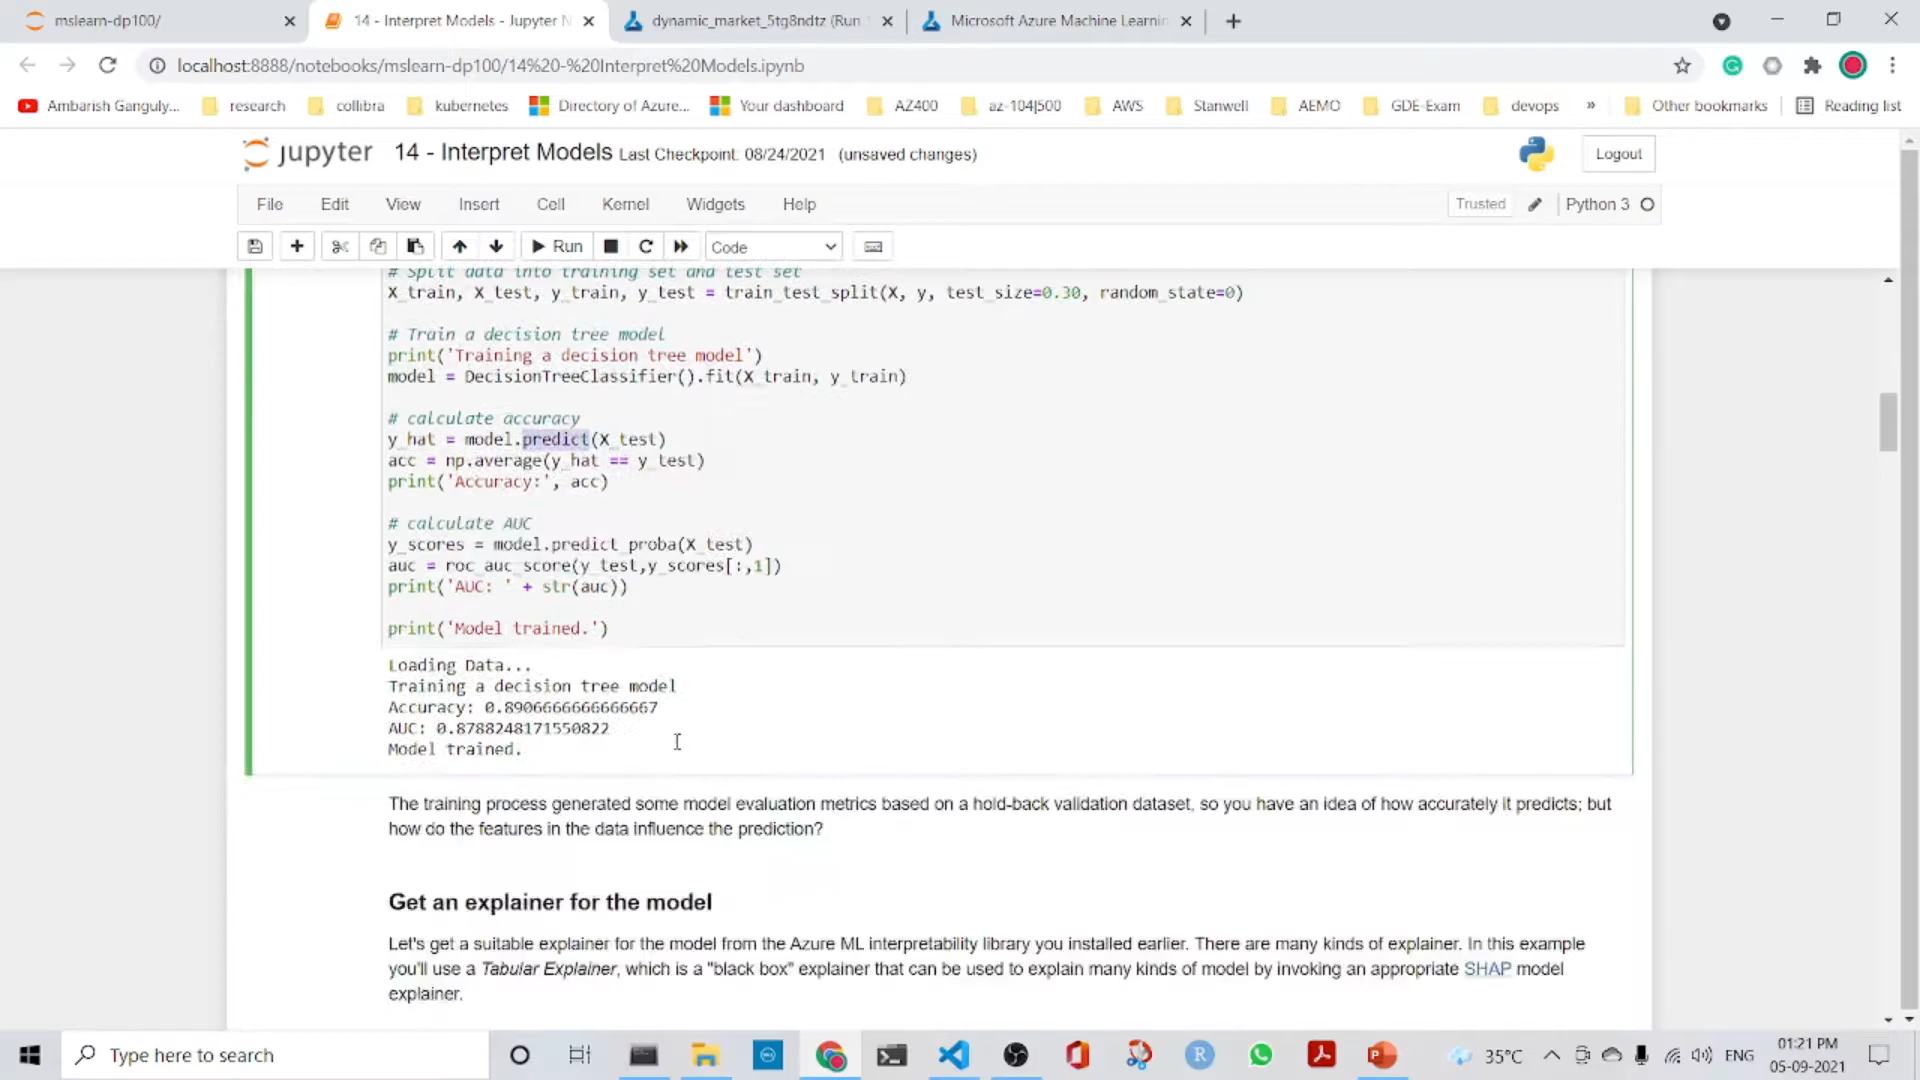 mslearn-dp100/
14 - Interpret Models - Jupyter N
dynamic_market_5tg8ndtz (Run
Microsoft Azure Machine Learnin
localhost:8888/notebooks/mslearn-dp100/14%20-%20Interpret%20Models.ipynb
Ambarish Ganguly... research collibra kubernetes Directory of Azure... Your dashboard AZ400 az-104|500 AWS Stanwell AEMO GDE-Exam devops » Other bookmarks Reading list
jupyter 14 - Interpret Models Last Checkpoint: 08/24/2021 (unsaved changes) Logout
File Edit View Insert Cell Kernel Widgets Help Trusted Python 3
Run Code
# Split data into training set and test set
X_train, X_test, y_train, y_test = train_test_split(X, y, test_size=0.30, random_state=0)
# Train a decision tree model
print('Training a decision tree model')
model = DecisionTreeClassifier().fit(X_train, y_train)
# calculate accuracy
y_hat = model.predict(X_test)
acc = np.average(y_hat == y_test)
print('Accuracy:', acc)
# calculate AUC
y_scores = model.predict_proba(X_test)
auc = roc_auc_score(y_test,y_scores[:,1])
print('AUC: ' + str(auc))
print('Model trained.')
Loading Data...
Training a decision tree model
Accuracy: 0.8906666666666667
AUC: 0.8788248171550822
Model trained.
The training process generated some model evaluation metrics based on a hold-back validation dataset, so you have an idea of how accurately it predicts; but
how do the features in the data influence the prediction?
Get an explainer for the model
Let's get a suitable explainer for the model from the Azure ML interpretability library you installed earlier. There are many kinds of explainer. In this example
you'll use a Tabular Explainer, which is a "black box" explainer that can be used to explain many kinds of model by invoking an appropriate SHAP model
explainer.
Type here to search
35°C
ENG
01:21 PM
05-09-2021